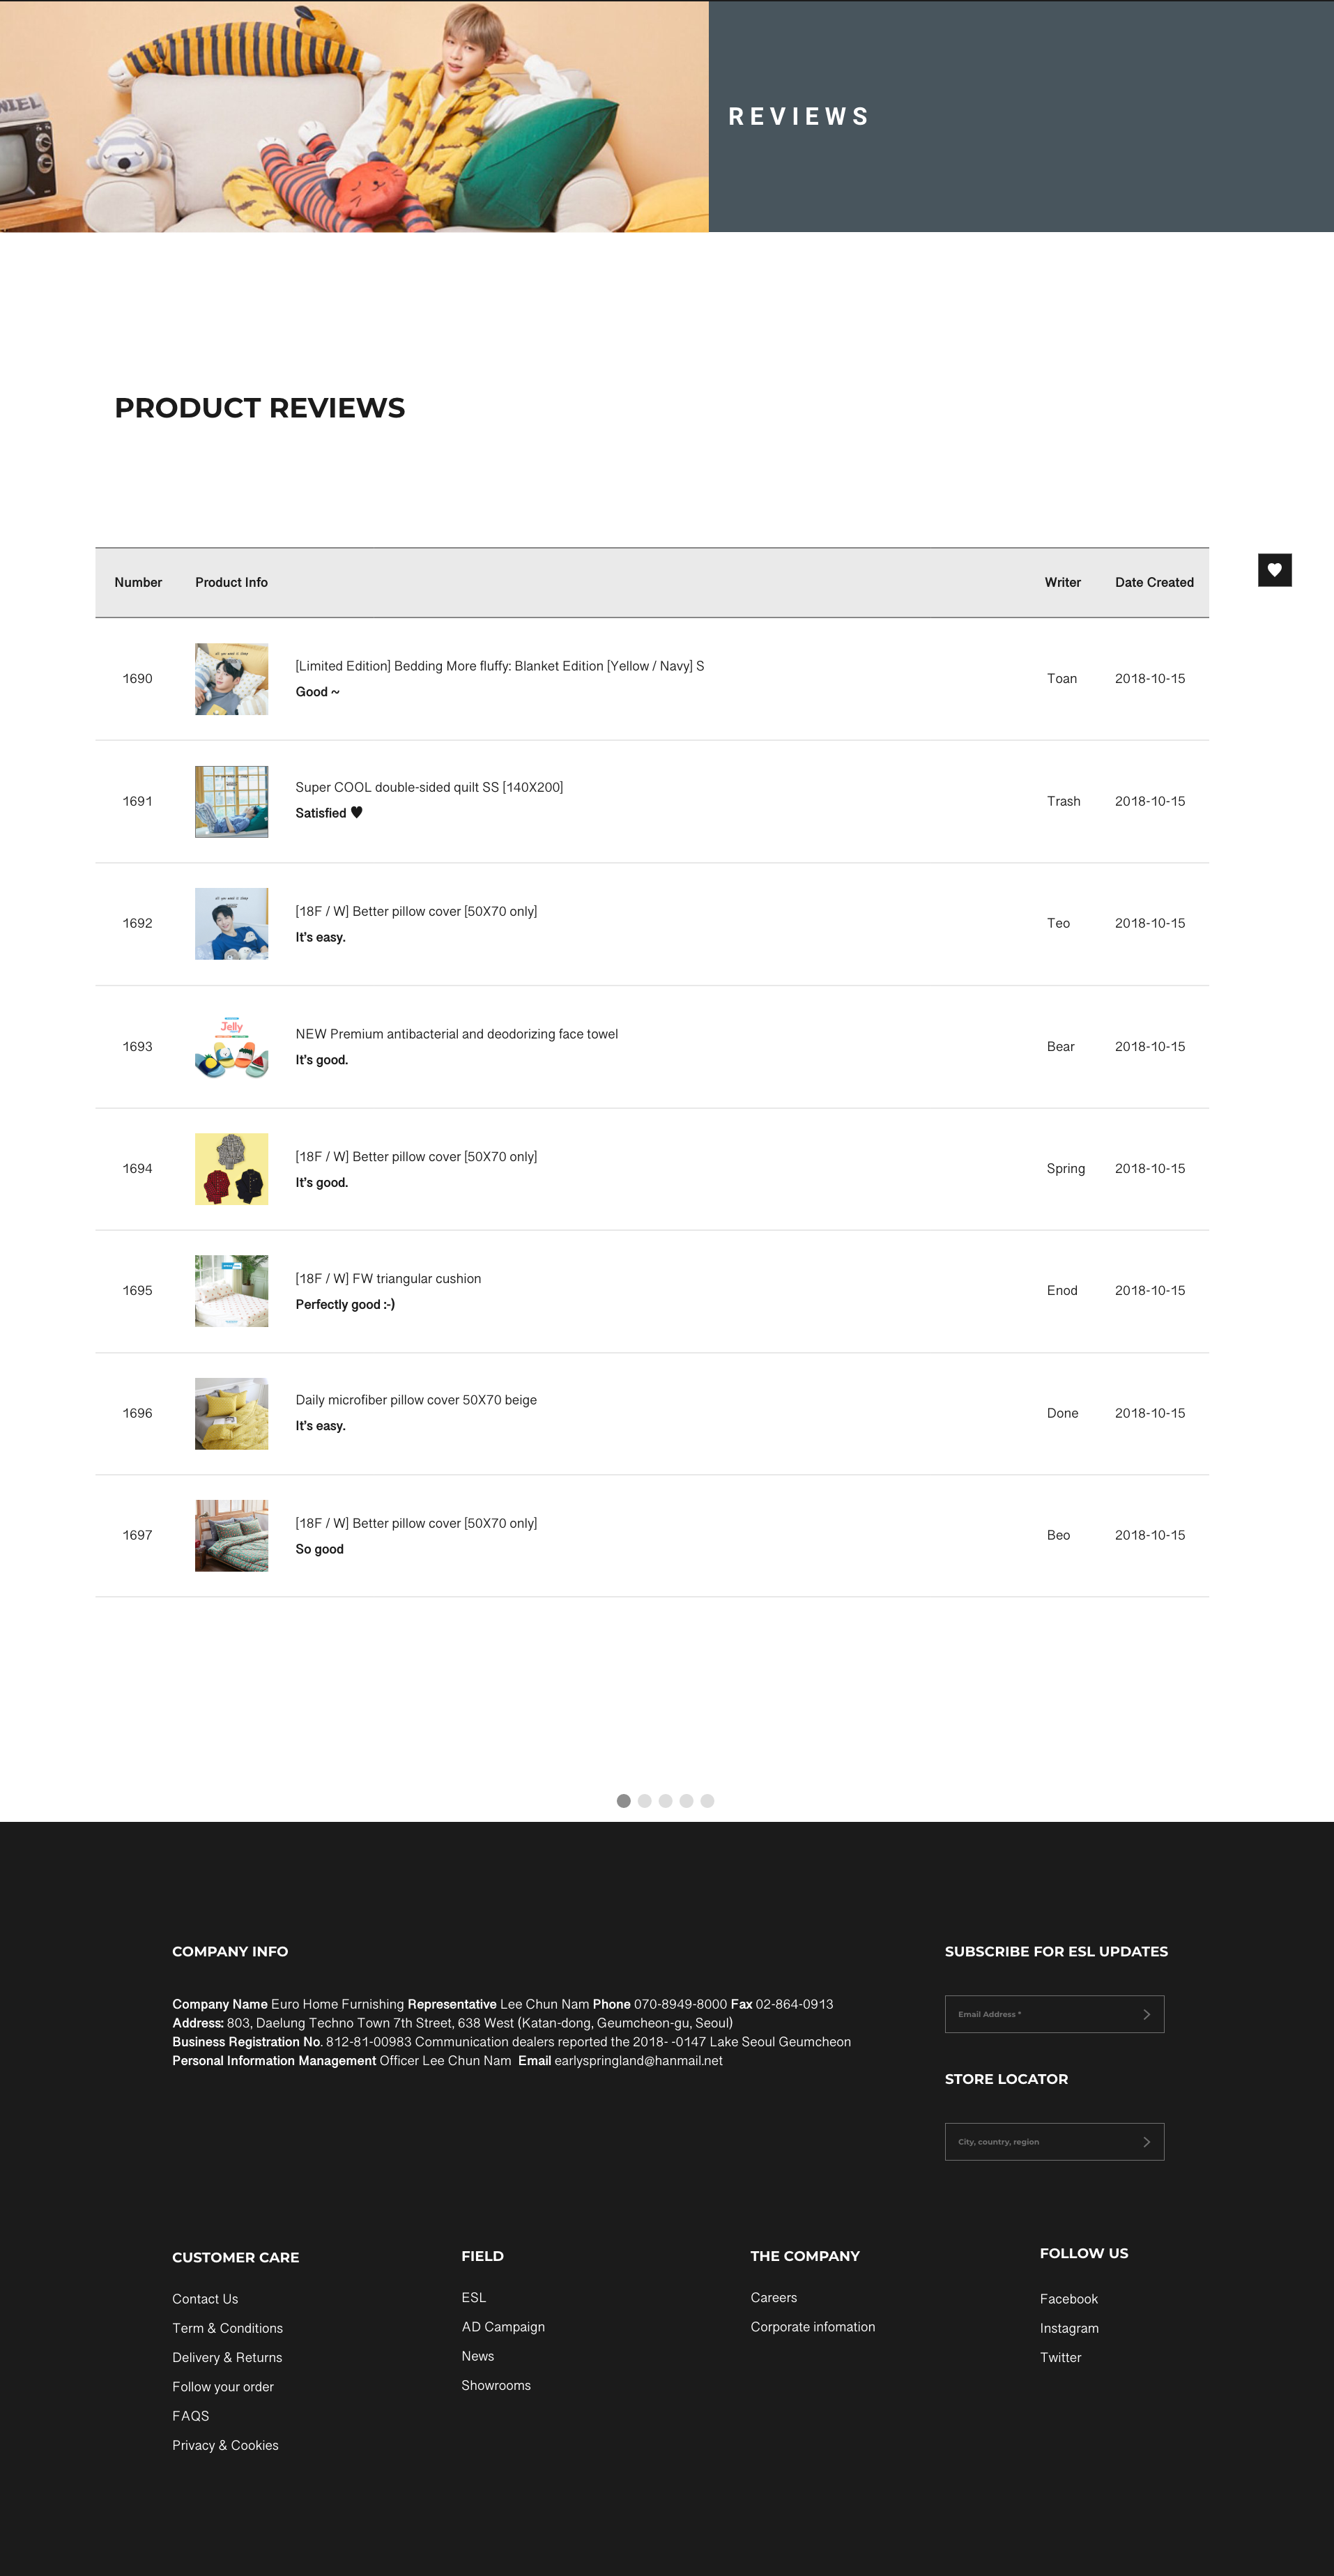 NIEL
REVIEWS
PRODUCT REVIEWS
Number Product Info Writer Date Created
1690 [Limited Edition] Bedding More fluffy: Blanket Edition [Yellow / Navy] S Toan 2018-10-15
Good ~
1691 Super COOL double-sided quilt SS [140X200] Trash 2018-10-15
Satisfied ♥
1692 [18F / W] Better pillow cover [50X70 only] Teo 2018-10-15
It's easy.
Jelly
1693 NEW Premium antibacterial and deodorizing face towel Bear 2018-10-15
It's good.
1694 [18F / W] Better pillow cover [50X70 only] Spring 2018-10-15
It's good.
1695 [18F / W] FW triangular cushion Enod 2018-10-15
Perfectly good :-)
1696 Daily microfiber pillow cover 50X70 beige Done 2018-10-15
It's easy.
1697 [18F / W] Better pillow cover [50X70 only] Beo 2018-10-15
So good
COMPANY INFO
Company Name Euro Home Furnishing Representative Lee Chun Nam Phone 070-8949-8000 Fax 02-864-0913
Address: 803, Daelung Techno Town 7th Street, 638 West (Katan-dong, Geumcheon-gu, Seoul)
Business Registration No. 812-81-00983 Communication dealers reported the 2018- -0147 Lake Seoul Geumcheon
Personal Information Management Officer Lee Chun Nam Email earlyspringland@hanmail.net
SUBSCRIBE FOR ESL UPDATES
Email Address *
STORE LOCATOR
City, country, region
CUSTOMER CARE
Contact Us
Term & Conditions
Delivery & Returns
Follow your order
FAQS
Privacy & Cookies
FIELD
ESL
AD Campaign
News
Showrooms
THE COMPANY
Careers
Corporate infomation
FOLLOW US
Facebook
Instagram
Twitter